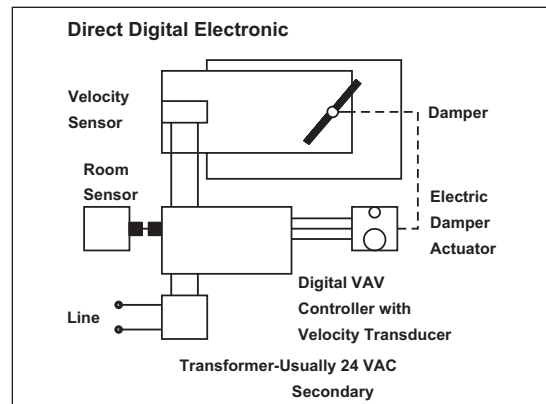 Direct Digital Electronic
Velocity
Sensor
Damper
Room
Sensor
Electric
Damper
Actuator
Digital VAV
Controller with
Velocity Transducer
Line
Transformer-Usually 24 VAC
Secondary